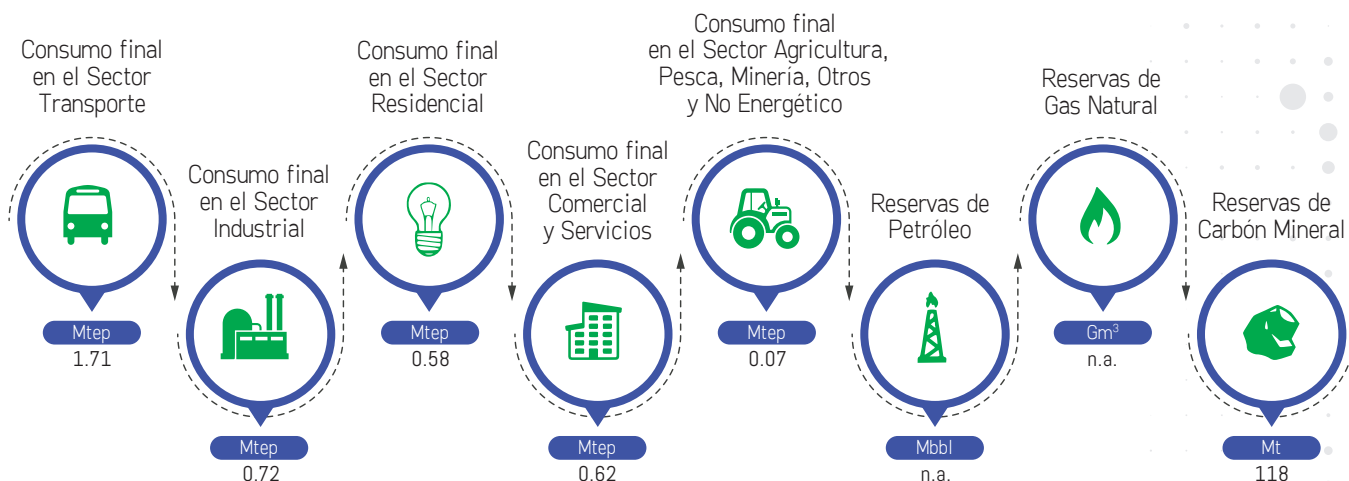 Consumo final
en el Sector
Transporte
Mtep
1.71
Consumo final
en el Sector
Industrial
Mtep
0.72
Consumo final
en el Sector
Residencial
Mtep
0.58
Consumo final
en el Sector
Comercial
y Servicios
Mtep
0.62
Consumo final
en el Sector Agricultura,
Pesca, Minería, Otros
y No Energético
Mtep
0.07
Reservas de
Petróleo
Mbbl
n.a.
Reservas de
Gas Natural
Gm³
n.a.
Reservas de
Carbón Mineral
Mt
118